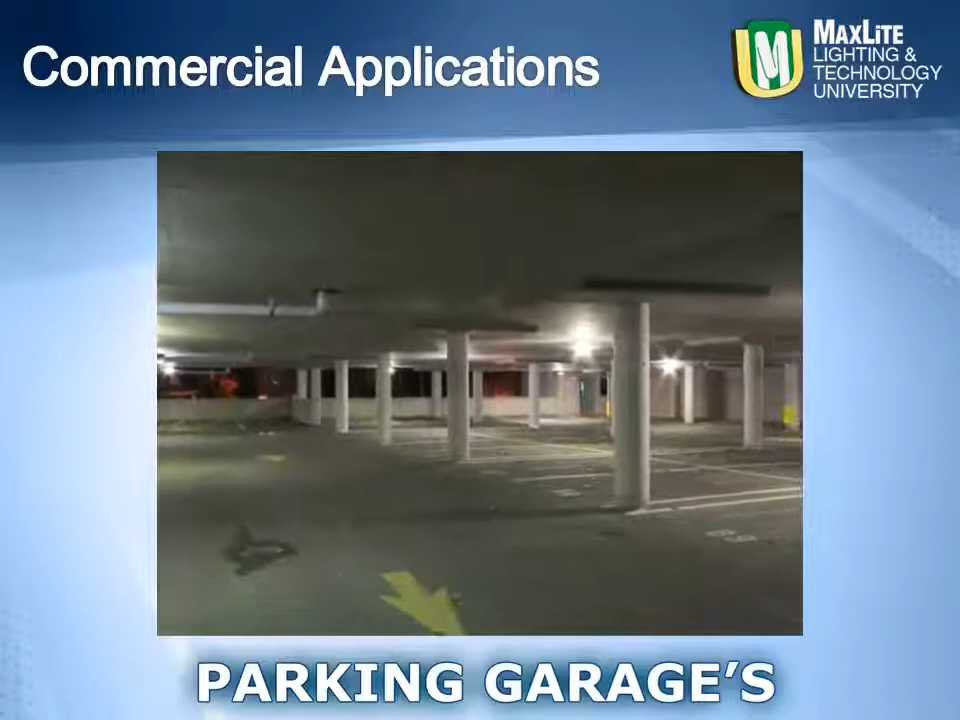 Commercial Applications
MAXLITE
LIGHTING &
TECHNOLOGY
UNIVERSITY
PARKING GARAGE’S